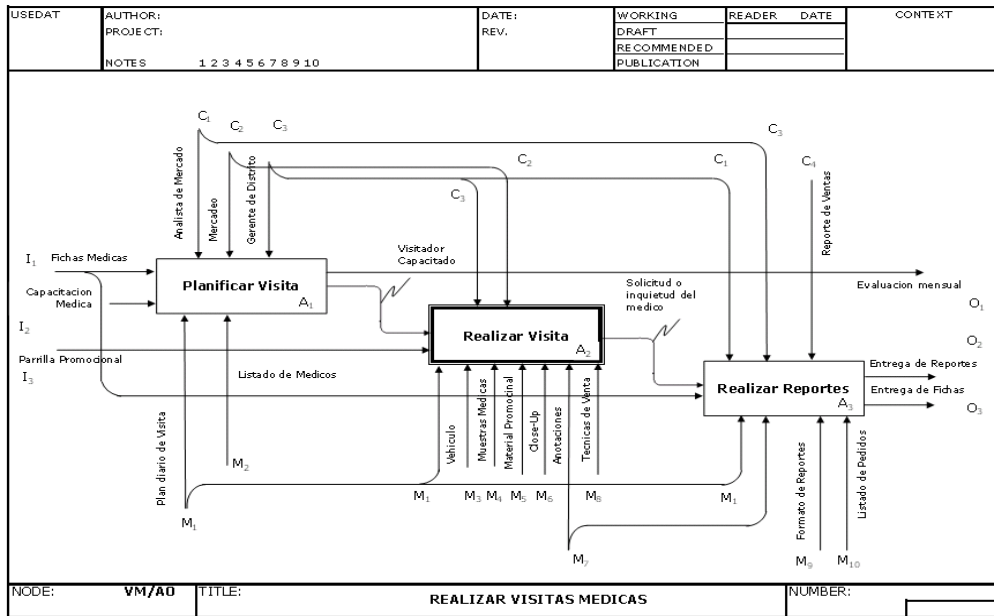 USEDAT
AUTHOR:
PROJECT:
NOTES 1 2 3 4 5 6 7 8 9 10
DATE:
REV.
WORKING
DRAFT
RECOMMENDED
PUBLICATION
READER DATE
CONTEXT
C1
C2
C3
C3
C2
C1
C4
C3
Analista de Mercado
Mercadeo
Gerente de Distrito
Reporte de Ventas
I1
Fichas Medicas
Capacitacion
Medica
I2
Parrilla Promocional
I3
Planificar Visita
A1
Visitador
Capacitado
Evaluacion mensual
O1
Solicitud o
inquietud del
medico
Realizar Visita
A2
O2
Entrega de Reportes
Realizar Reportes
A3
Entrega de Fichas
O3
Listado de Medicos
Plan diario de Visita
M2
M1
Vehiculo
Muestras Medicas
Material Promocinal
Close-Up
Anotaciones
Tecnicas de Venta
M1
M3
M4
M5
M6
M8
M1
M7
Formato de Reportes
Listado de Pedidos
M9
M10
NODE: VM/A0
TITLE: REALIZAR VISITAS MEDICAS
NUMBER: